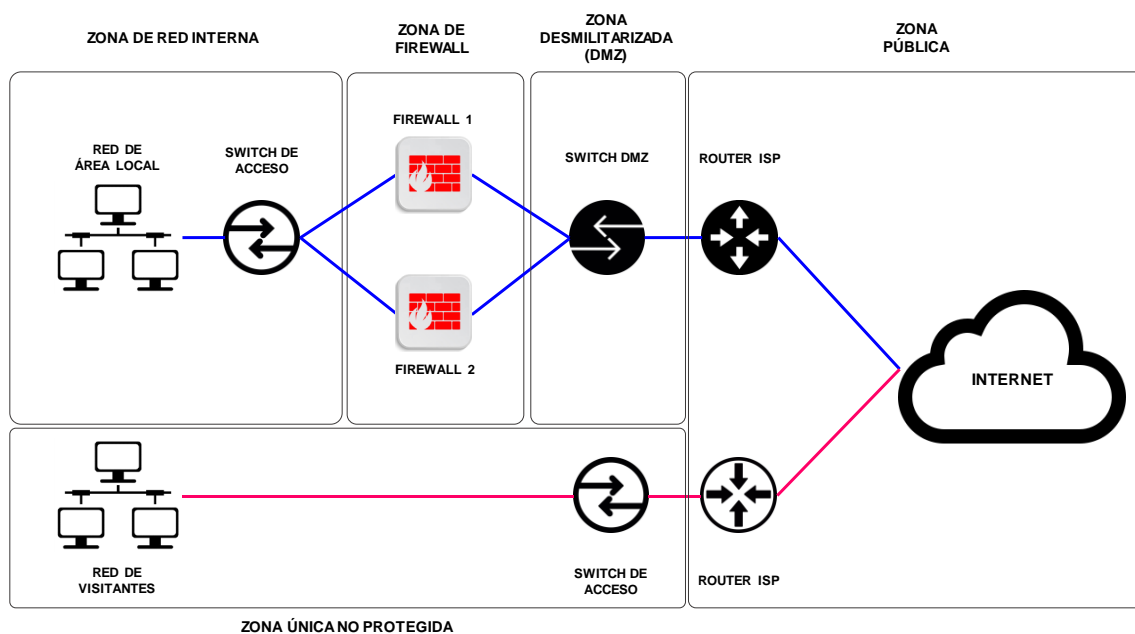 ZONA DE RED INTERNA
ZONA DE
FIREWALL
ZONA
DESMILITARIZADA
(DMZ)
ZONA
PÚBLICA
RED DE
ÁREA LOCAL
SWITCH DE
ACCESO
FIREWALL 1
SWITCH DMZ
ROUTER ISP
FIREWALL 2
INTERNET
RED DE
VISITANTES
SWITCH DE
ACCESO
ROUTER ISP
ZONA ÚNICA NO PROTEGIDA